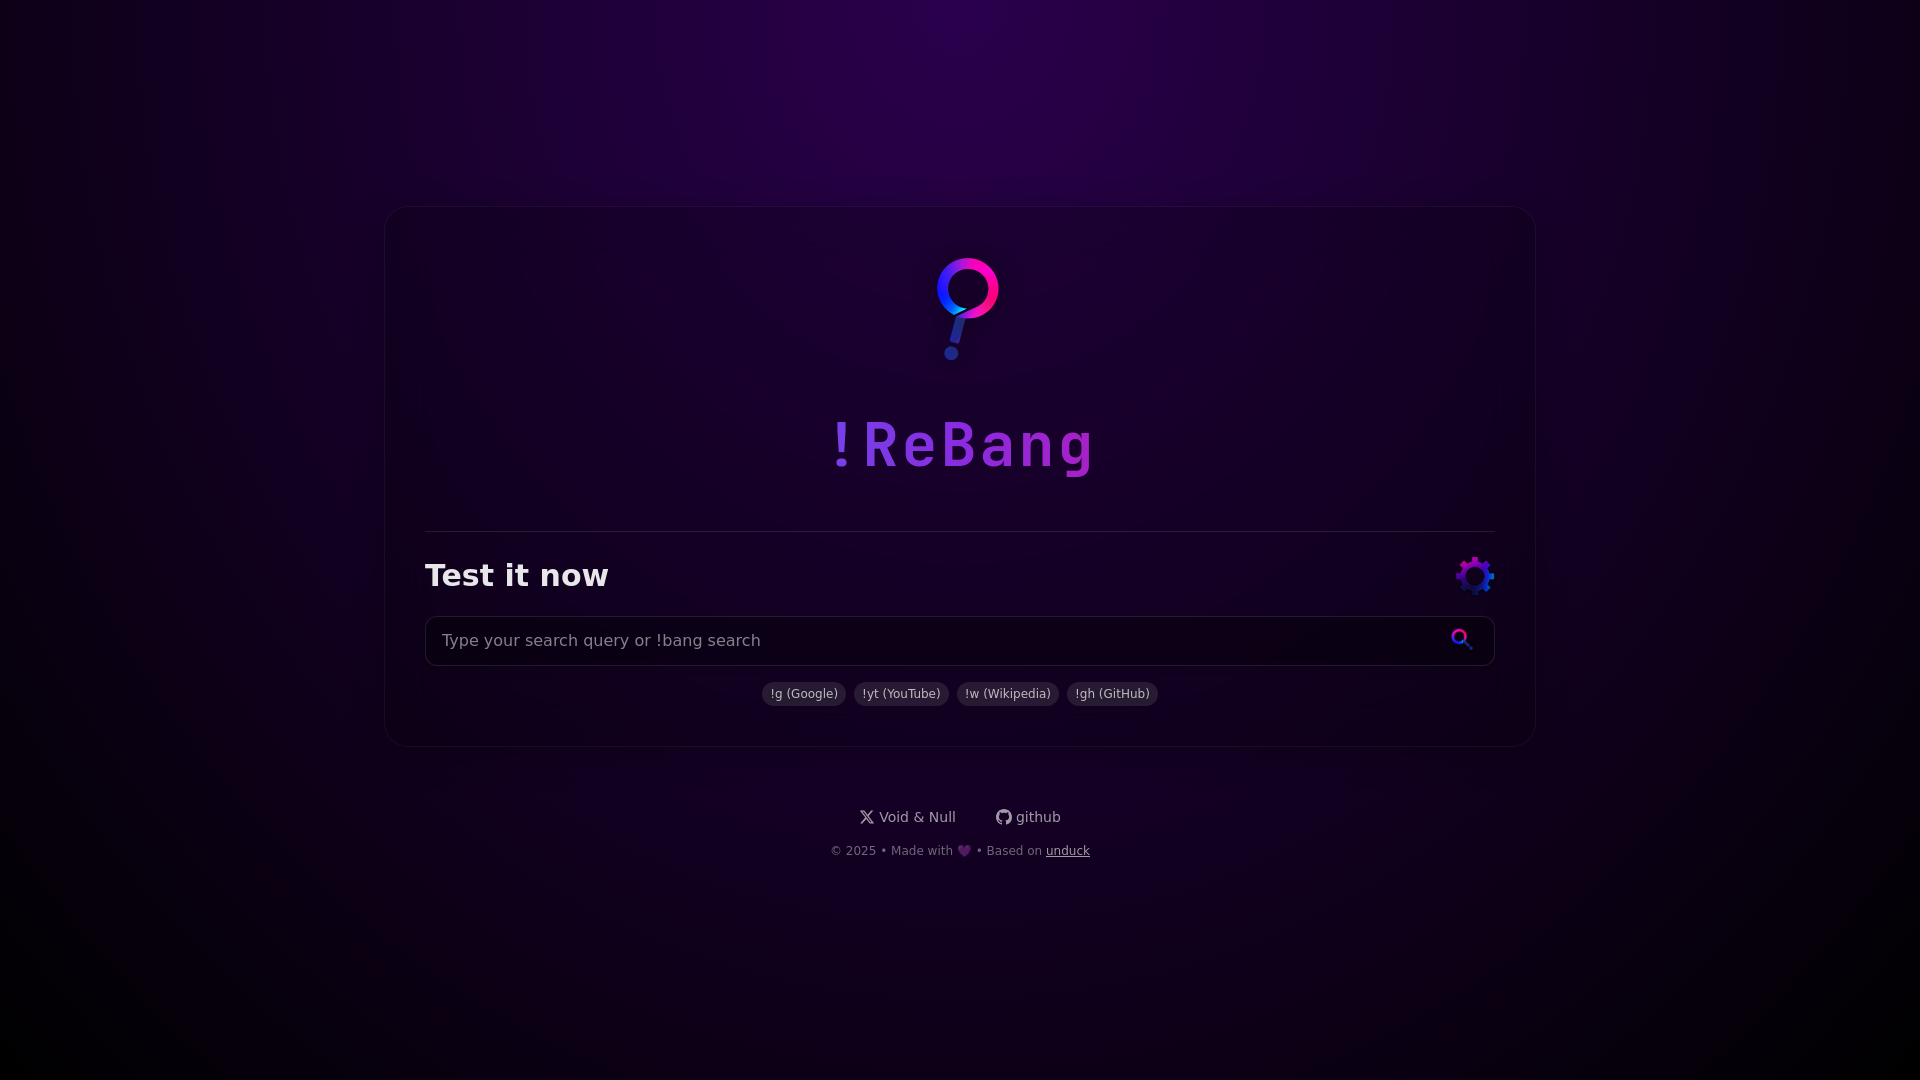 !ReBang
Test it now
Type your search query or !bang search
!g (Google) !yt (YouTube) !w (Wikipedia) !gh (GitHub)
Void & Null github
© 2025 • Made with 💜 • Based on unduck